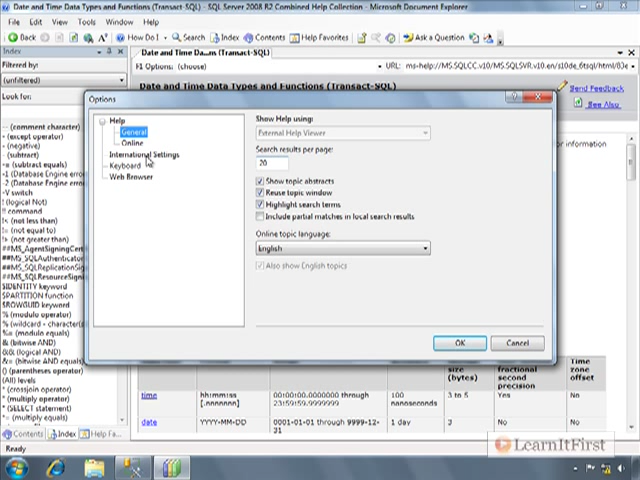 Date and Time Data Types and Functions (Transact-SQL) - SQL Server 2008 R2 Combined Help Collection - Microsoft Document Explorer
File Edit View Tools Window Help
Back How Do I Search Index Contents Help Favorites Ask a Question
Index
Date and Time Da...ns (Transact-SQL)
Filtered by:
F1 Options: (choose)
URL: ms-help://MS.SQLCC.v10/MS.SQLSVR.v10.en/s10de_6tsql/html/83e
(unfiltered)
Date and Time Data Types and Functions (Transact-SQL)
Send Feedback
Look for:
See Also
Options
-- (comment character)
- (except operator)
- (negative)
- (subtract)
-= (subtract equals)
-1 (Database Engine
-2 (Database Engine
-V switch
! (logical Not)
!! command
!< (not less than)
!= (not equal to)
!> (not greater than)
##MS_AgentSigningCert
##MS_SQLAuthenticator
##MS_SQLReplicationSig
##MS_SQLResourceSign
$IDENTITY keyword
$PARTITION function
$ROWGUID keyword
% (modulo operator)
% (wildcard - character(s
%= (modulo equals)
& (bitwise AND)
&& (logical AND)
&= (bitwise AND equals)
() (parentheses operator)
(All) levels
* (crossjoin operator)
* (multiply operator)
* (SELECT statement)
*= (multiply equals)
Help
General
Online
International Settings
Keyboard
Web Browser
Show Help using:
External Help Viewer
Search results per page:
20
Show topic abstracts
Reuse topic window
Highlight search terms
Include partial matches in local search results
Online topic language:
English
Also show English topics
OK Cancel
or information
size (bytes)
fractional second precision
Time zone offset
time
hh:mm:ss [.nnnnnnn]
00:00:00.0000000 through 23:59:59.9999999
100 nanoseconds
3 to 5
Yes
No
date
YYYY-MM-DD
0001-01-01 through 9999-12-31
1 day
3
No
No
Contents Index Help Fa...
Ready
LearnItFirst